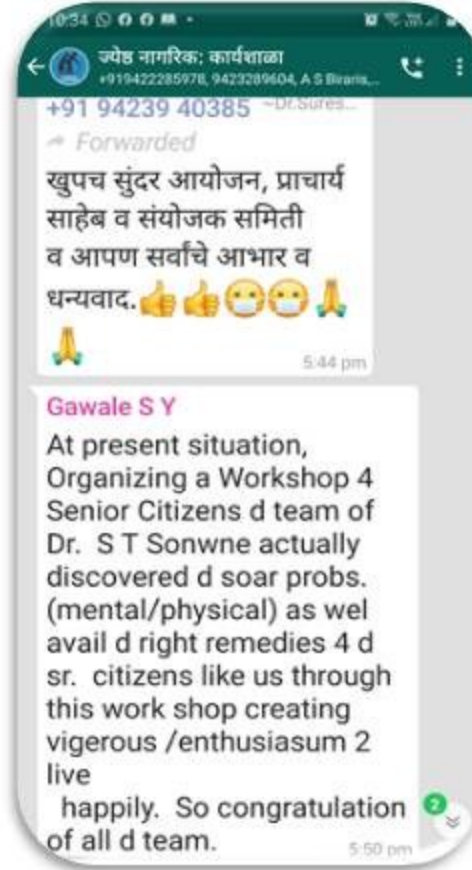 10:34
ज्येष्ठ नागरिक: कार्यशाळा
+919422285978, 9423289604, A S Biraris,...
+91 94239 40385 ~Dr.Sures...
Forwarded
खुपच सुंदर आयोजन, प्राचार्य
साहेब व संयोजक समिती
व आपण सर्वांचे आभार व
धन्यवाद.👍👍😷😷🙏
🙏
5:44 pm
Gawale S Y
At present situation,
Organizing a Workshop 4
Senior Citizens d team of
Dr. S T Sonwne actually
discovered d soar probs.
(mental/physical) as wel
avail d right remedies 4 d
sr. citizens like us through
this work shop creating
vigerous /enthusiasum 2
live
happily. So congratulation
of all d team.
2
5:50 pm